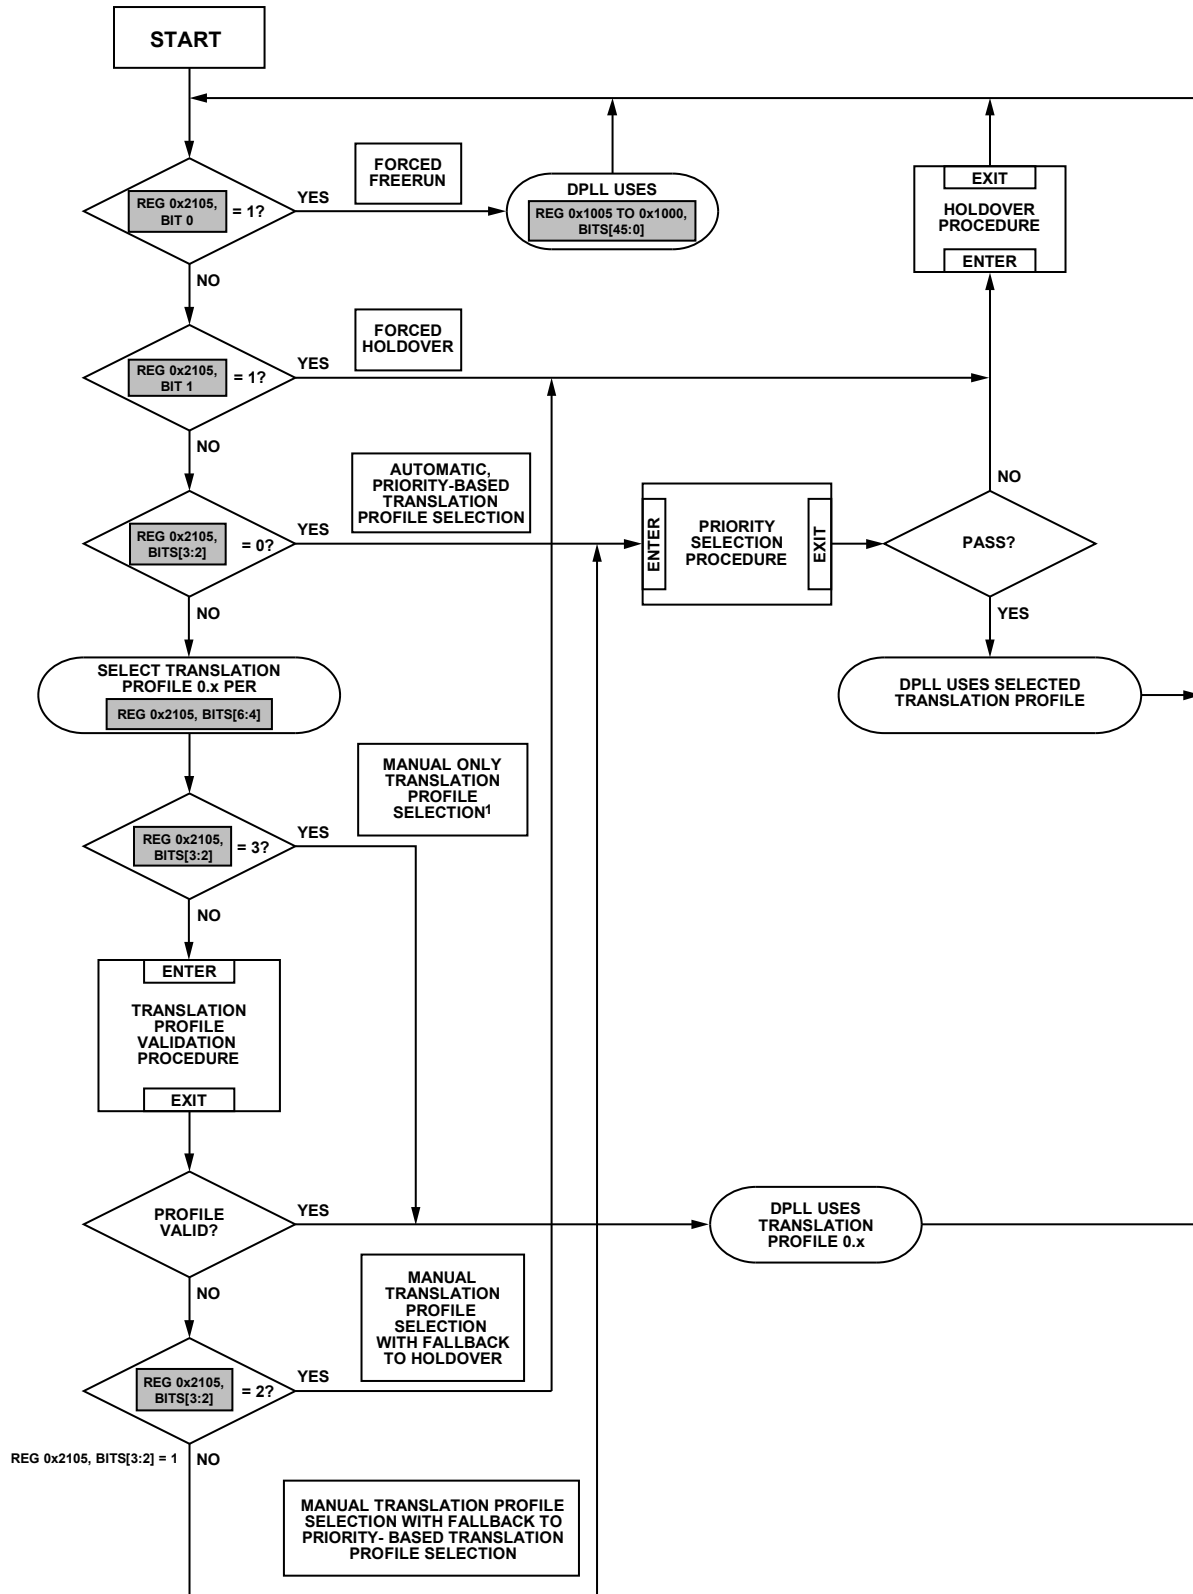 START
REG 0x2105,
BIT 0
= 1?
YES
FORCED
FREERUN
DPLL USES
REG 0x1005 TO 0x1000,
BITS[45:0]
EXIT
HOLDOVER
PROCEDURE
ENTER
NO
REG 0x2105,
BIT 1
= 1?
YES
FORCED
HOLDOVER
NO
REG 0x2105,
BITS[3:2]
= 0?
YES
AUTOMATIC,
PRIORITY-BASED
TRANSLATION
PROFILE SELECTION
ENTER
PRIORITY
SELECTION
PROCEDURE
EXIT
PASS?
NO
YES
DPLL USES SELECTED
TRANSLATION PROFILE
NO
SELECT TRANSLATION
PROFILE 0.x PER
REG 0x2105, BITS[6:4]
REG 0x2105,
BITS[3:2]
= 3?
YES
MANUAL ONLY
TRANSLATION
PROFILE
SELECTION1
NO
ENTER
TRANSLATION
PROFILE
VALIDATION
PROCEDURE
EXIT
PROFILE
VALID?
YES
DPLL USES
TRANSLATION
PROFILE 0.x
NO
MANUAL
TRANSLATION
PROFILE
SELECTION
WITH FALLBACK
TO HOLDOVER
REG 0x2105,
BITS[3:2]
= 2?
YES
REG 0x2105, BITS[3:2] = 1
NO
MANUAL TRANSLATION PROFILE
SELECTION WITH FALLBACK TO
PRIORITY- BASED TRANSLATION
PROFILE SELECTION